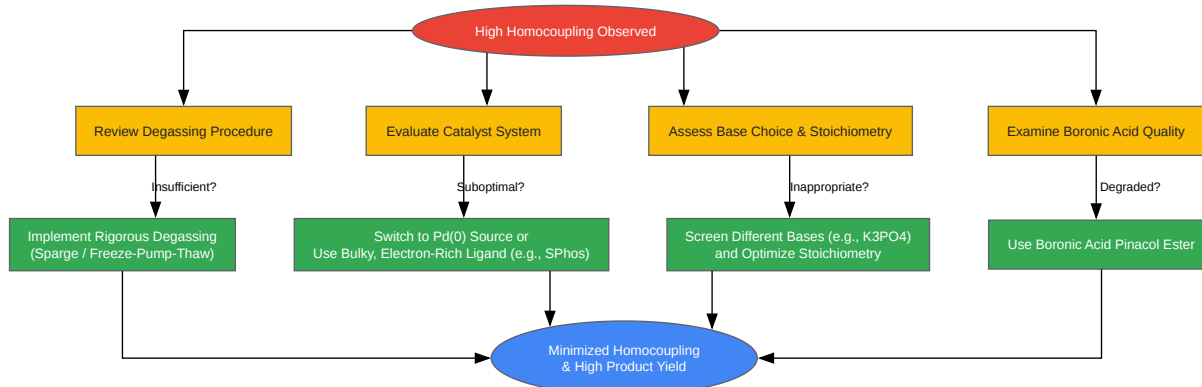 High Homocoupling Observed
Review Degassing Procedure
Evaluate Catalyst System
Assess Base Choice & Stoichiometry
Examine Boronic Acid Quality
Insufficient?
Suboptimal?
Inappropriate?
Degraded?
Implement Rigorous Degassing
(Sparge / Freeze-Pump-Thaw)
Switch to Pd(0) Source or
Use Bulky, Electron-Rich Ligand (e.g., SPhos)
Screen Different Bases (e.g., K3PO4)
and Optimize Stoichiometry
Use Boronic Acid Pinacol Ester
Minimized Homocoupling
& High Product Yield